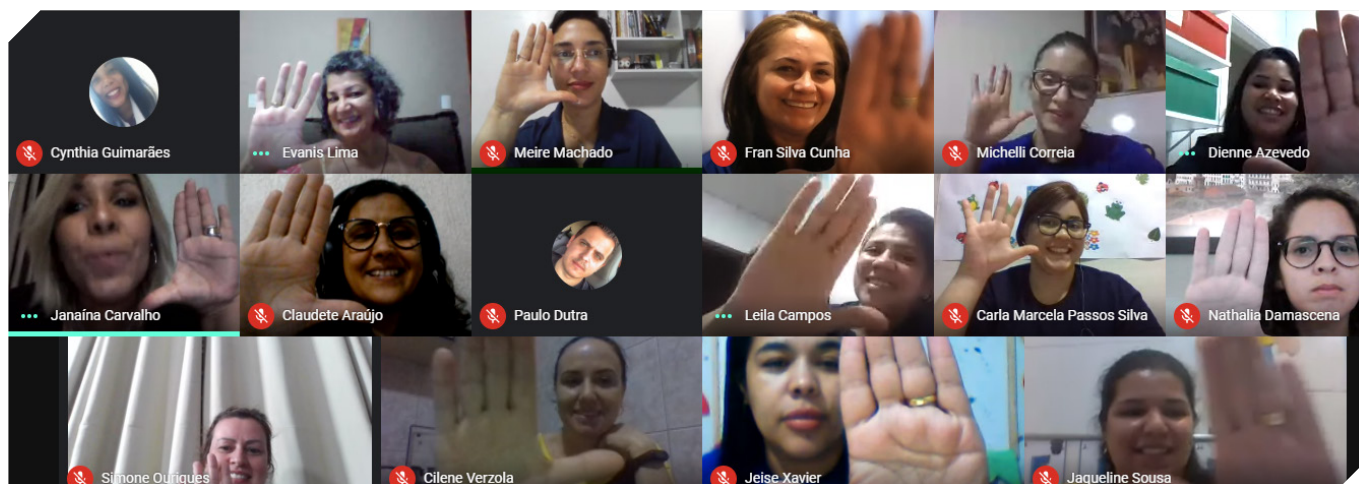 Cynthia Guimarães
Evanis Lima
Meire Machado
Fran Silva Cunha
Michelli Correia
Dienne Azevedo
Janaína Carvalho
Claudete Araújo
Paulo Dutra
Leila Campos
Carla Marcela Passos Silva
Nathalia Damascena
Simone Ourigues
Cilene Verzola
Jeise Xavier
Jaqueline Sousa